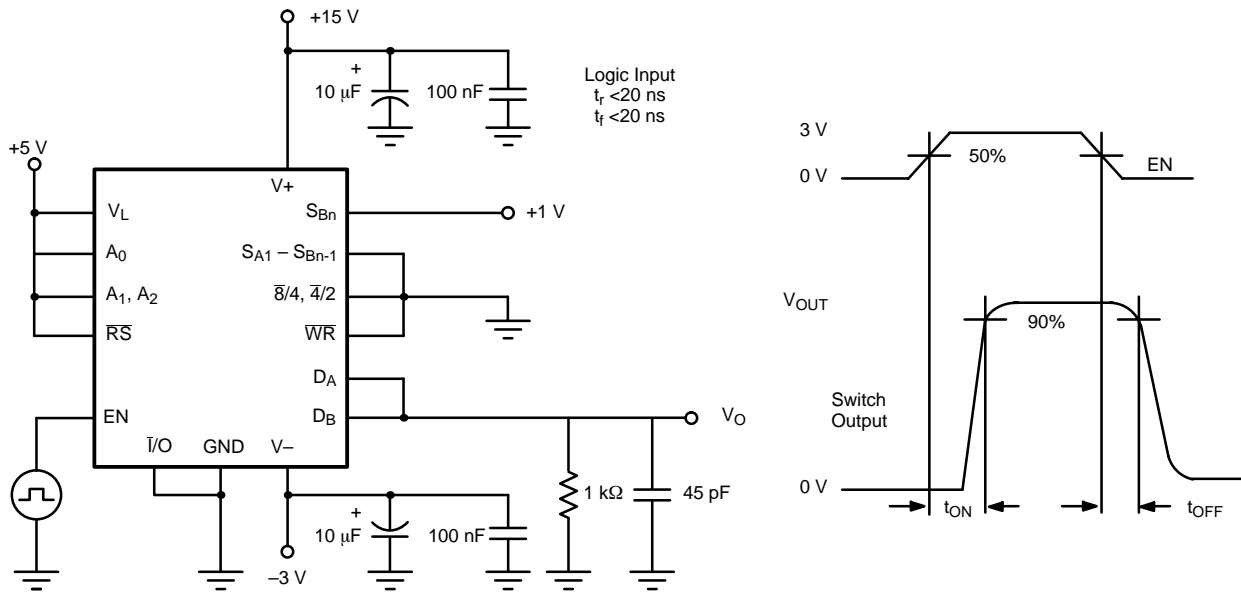 +15 V
+
10 μF
100 nF
Logic Input
tr <20 ns
tf <20 ns
+5 V
V+
VL
SBn
+1 V
A0
SA1 – SBn-1
A1, A2
8̅/4, 4̅/2
R̅S̅
W̅R̅
DA
EN
DB
VO
I̅/O
GND
V–
+
10 μF
100 nF
1 kΩ
45 pF
–3 V
3 V
50%
0 V
EN
VOUT
90%
Switch
Output
0 V
tON
tOFF